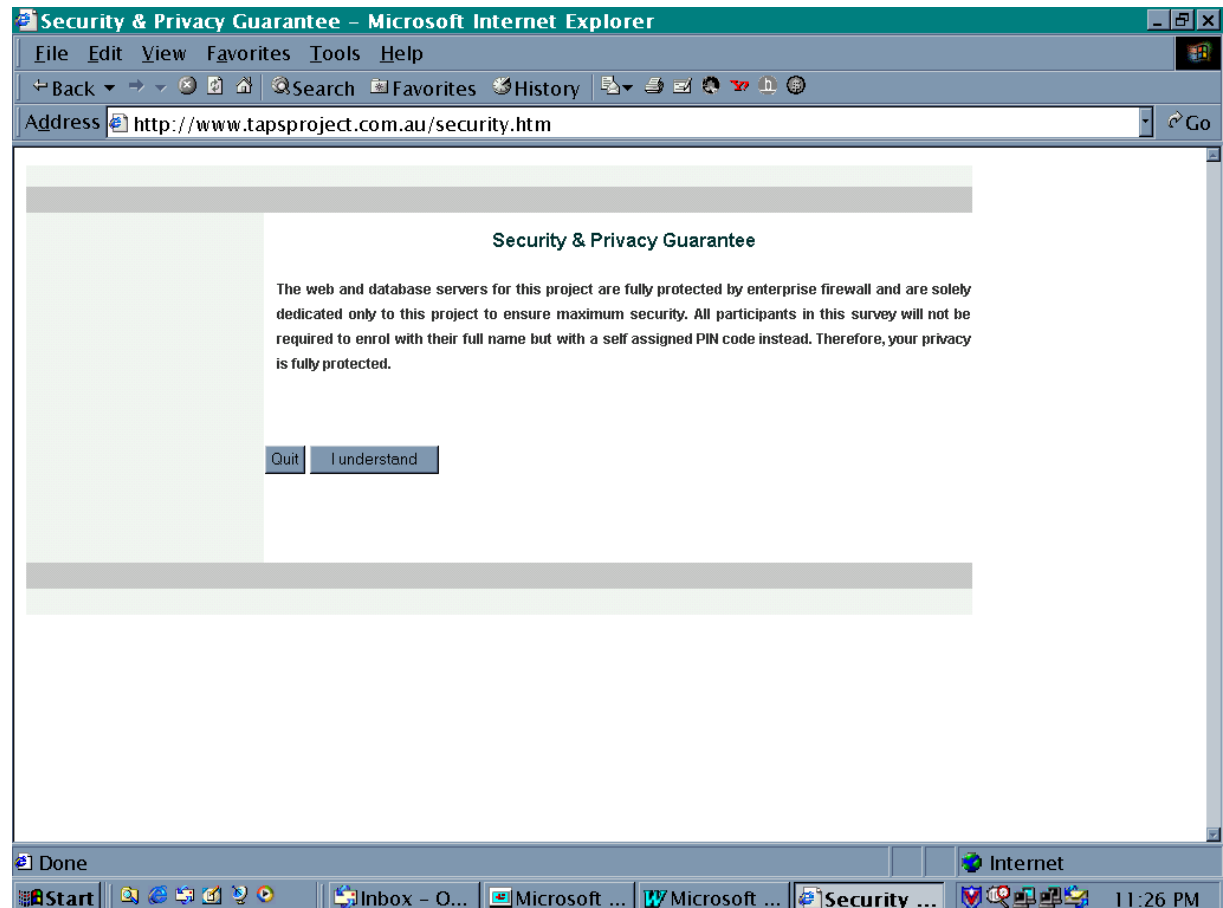 Security & Privacy Guarantee – Microsoft Internet Explorer
File Edit View Favorites Tools Help
Back Search Favorites History
Address http://www.tapsproject.com.au/security.htm Go
Security & Privacy Guarantee
The web and database servers for this project are fully protected by enterprise firewall and are solely
dedicated only to this project to ensure maximum security. All participants in this survey will not be
required to enrol with their full name but with a self assigned PIN code instead. Therefore, your privacy
is fully protected.
Quit I understand
Done Internet
Start Inbox – O... Microsoft ... Microsoft ... Security ... 11:26 PM